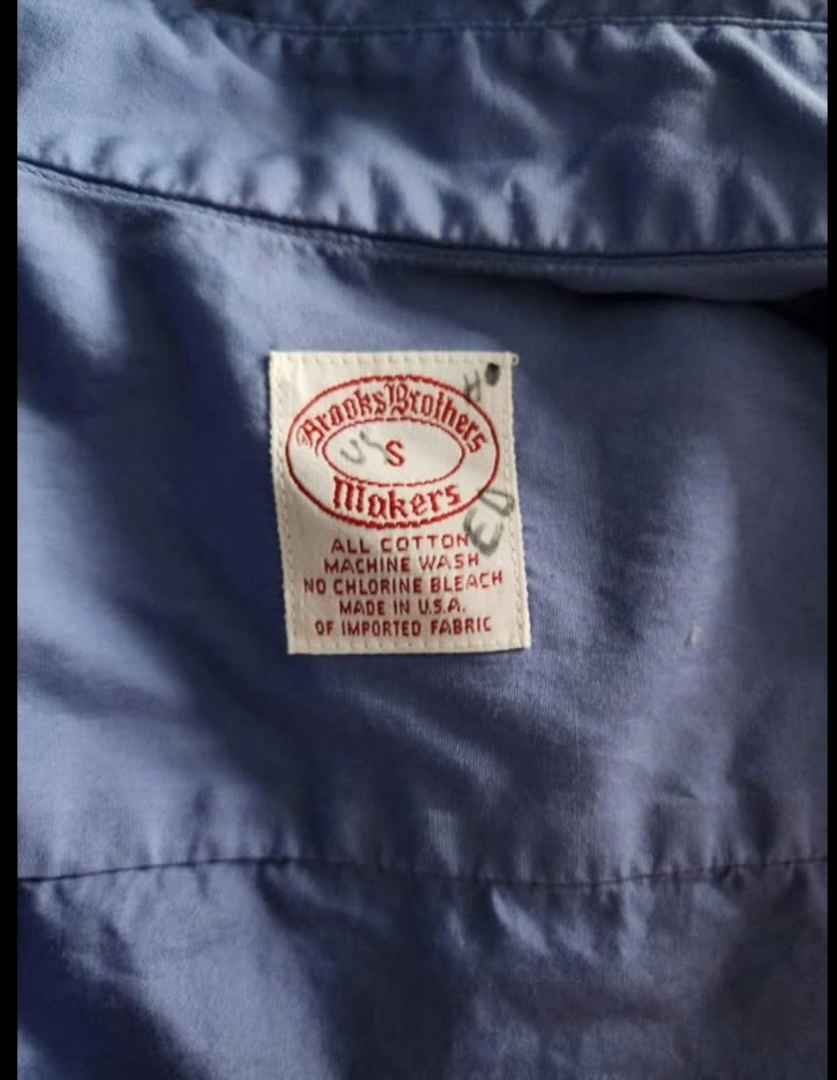 Brooks Brothers
S
Makers
ALL COTTON
MACHINE WASH
NO CHLORINE BLEACH
MADE IN U.S.A.
OF IMPORTED FABRIC